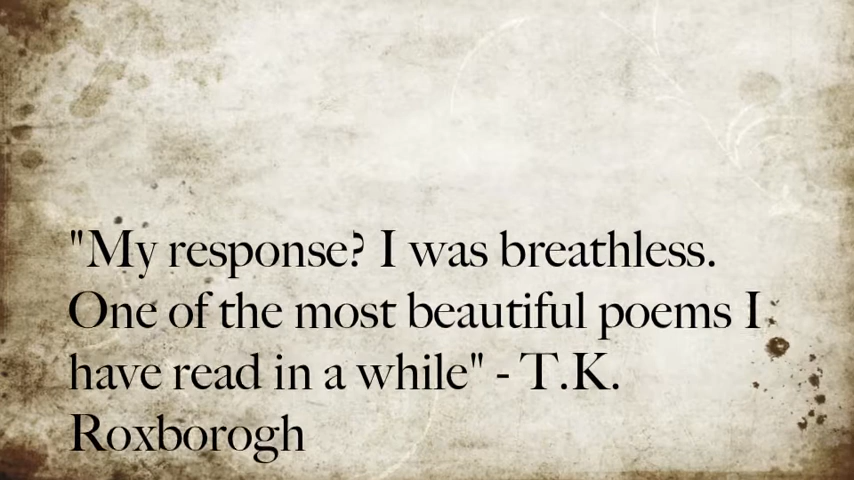 "My response? I was breathless.
One of the most beautiful poems I
have read in a while" - T.K.
Roxborogh